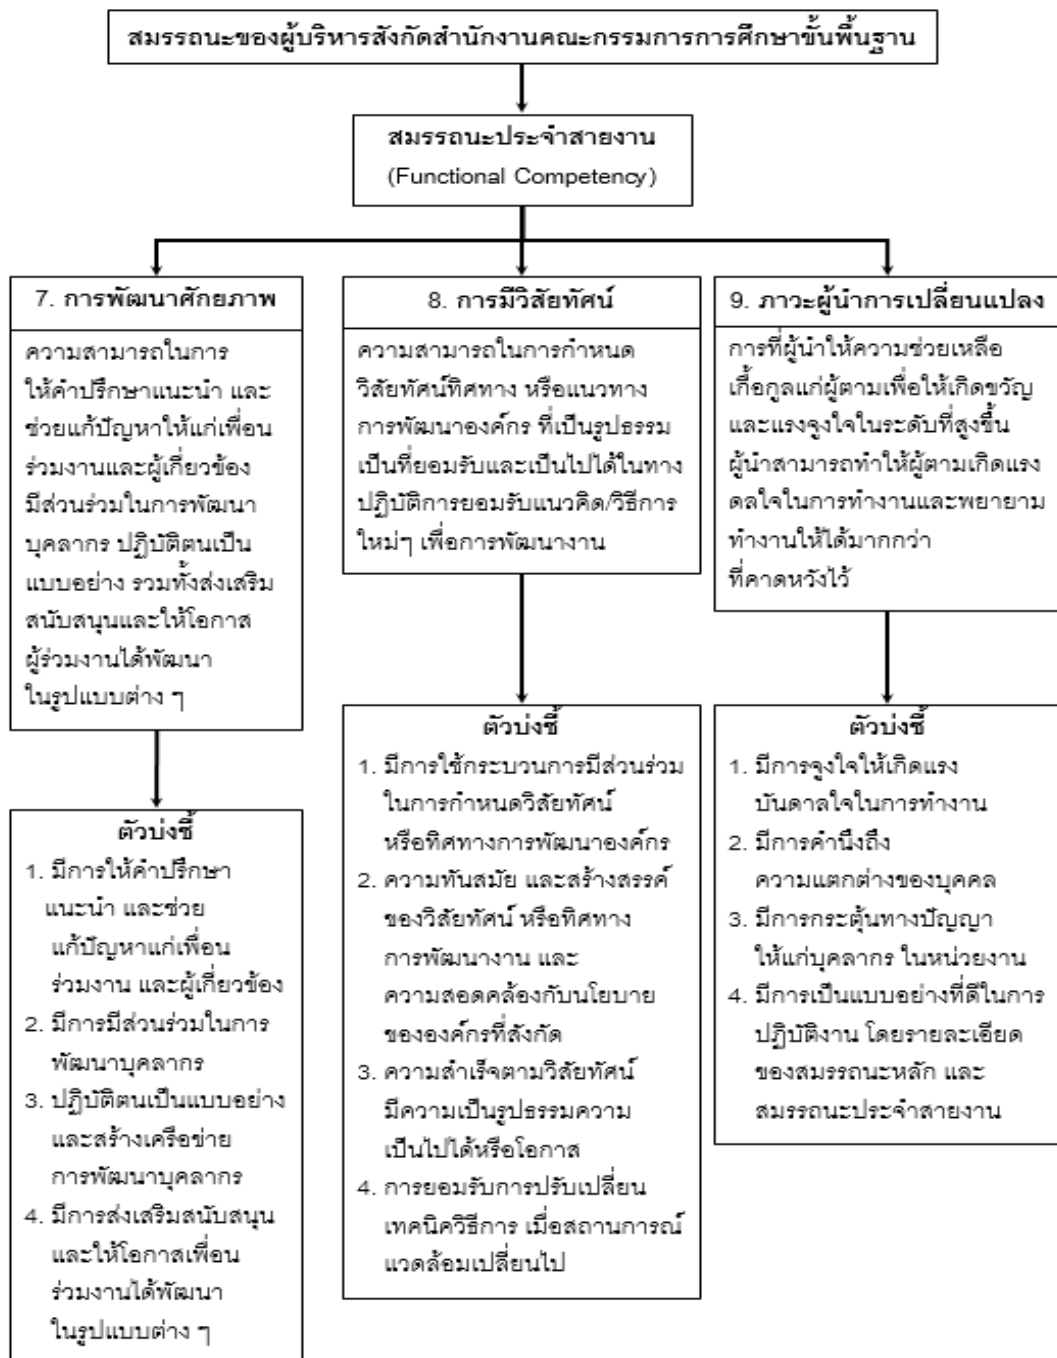 สมรรถนะของผู้บริหารสังกัดสำนักงานคณะกรรมการการศึกษาขั้นพื้นฐาน
สมรรถนะประจำสายงาน
(Functional Competency)
7. การพัฒนาศักยภาพ
ความสามารถในการ
ให้คำปรึกษาแนะนำ และ
ช่วยแก้ปัญหาให้แก่เพื่อน
ร่วมงานและผู้เกี่ยวข้อง
มีส่วนร่วมในการพัฒนา
บุคลากร ปฏิบัติตนเป็น
แบบอย่าง รวมทั้งส่งเสริม
สนับสนุนและให้โอกาส
ผู้ร่วมงานได้พัฒนา
ในรูปแบบต่าง ๆ
ตัวบ่งชี้
1. มีการให้คำปรึกษา
แนะนำ และช่วย
แก้ปัญหาแก่เพื่อน
ร่วมงาน และผู้เกี่ยวข้อง
2. มีการมีส่วนร่วมในการ
พัฒนาบุคลากร
3. ปฏิบัติตนเป็นแบบอย่าง
และสร้างเครือข่าย
การพัฒนาบุคลากร
4. มีการส่งเสริมสนับสนุน
และให้โอกาสเพื่อน
ร่วมงานได้พัฒนา
ในรูปแบบต่าง ๆ
8. การมีวิสัยทัศน์
ความสามารถในการกำหนด
วิสัยทัศน์ทิศทาง หรือแนวทาง
การพัฒนาองค์กร ที่เป็นรูปธรรม
เป็นที่ยอมรับและเป็นไปได้ในทาง
ปฏิบัติการยอมรับแนวคิด/วิธีการ
ใหม่ๆ เพื่อการพัฒนางาน
ตัวบ่งชี้
1. มีการใช้กระบวนการมีส่วนร่วม
ในการกำหนดวิสัยทัศน์
หรือทิศทางการพัฒนาองค์กร
2. ความทันสมัย และสร้างสรรค์
ของวิสัยทัศน์ หรือทิศทาง
การพัฒนางาน และ
ความสอดคล้องกับนโยบาย
ขององค์กรที่สังกัด
3. ความสำเร็จตามวิสัยทัศน์
มีความเป็นรูปธรรมความ
เป็นไปได้หรือโอกาส
4. การยอมรับการปรับเปลี่ยน
เทคนิควิธีการ เมื่อสถานการณ์
แวดล้อมเปลี่ยนไป
9. ภาวะผู้นำการเปลี่ยนแปลง
การที่ผู้นำให้ความช่วยเหลือ
เกื้อกูลแก่ผู้ตามเพื่อให้เกิดขวัญ
และแรงจูงใจในระดับที่สูงขึ้น
ผู้นำสามารถทำให้ผู้ตามเกิดแรง
ดลใจในการทำงานและพยายาม
ทำงานให้ได้มากกว่า
ที่คาดหวังไว้
ตัวบ่งชี้
1. มีการจูงใจให้เกิดแรง
บันดาลใจในการทำงาน
2. มีการคำนึงถึง
ความแตกต่างของบุคคล
3. มีการกระตุ้นทางปัญญา
ให้แก่บุคลากร ในหน่วยงาน
4. มีการเป็นแบบอย่างที่ดีในการ
ปฏิบัติงาน โดยรายละเอียด
ของสมรรถนะหลัก และ
สมรรถนะประจำสายงาน